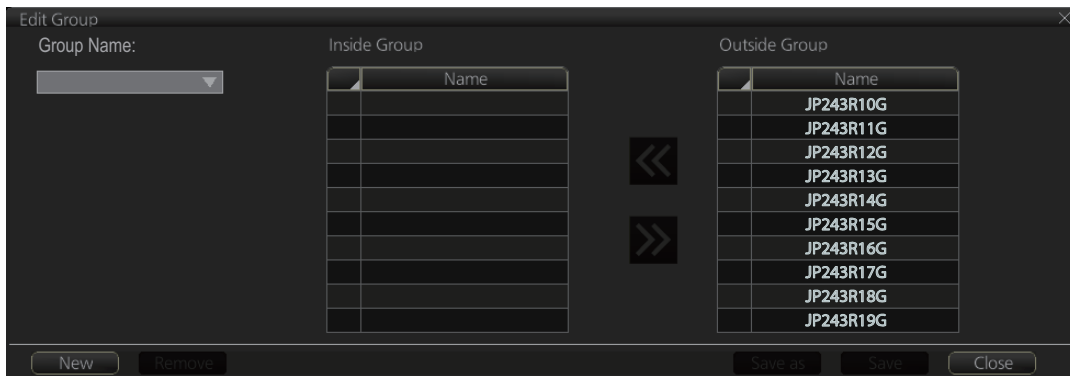 Edit Group
Group Name:
Inside Group
Name
Outside Group
Name
JP243R10G
JP243R11G
JP243R12G
JP243R13G
JP243R14G
JP243R15G
JP243R16G
JP243R17G
JP243R18G
JP243R19G
New
Remove
Save as
Save
Close